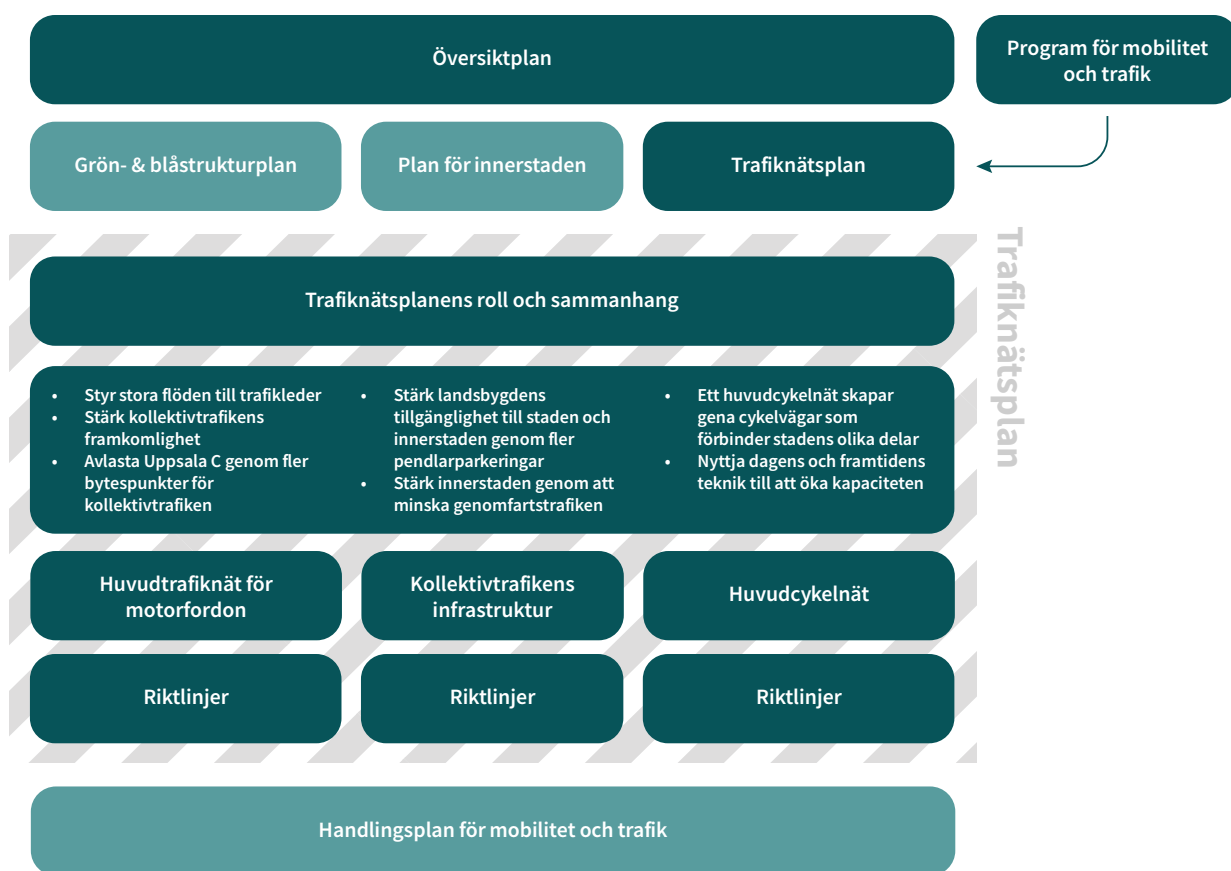 Översiktplan
Program för mobilitet
och trafik
Grön- & blåstrukturplan
Plan för innerstaden
Trafiknätsplan
Trafiknätsplan
Trafiknätsplanens roll och sammanhang
• Styr stora flöden till trafikleder
• Stärk kollektivtrafikens
framkomlighet
• Avlasta Uppsala C genom fler
bytespunkter för
kollektivtrafiken
• Stärk landsbygdens
tillgänglighet till staden och
innerstaden genom fler
pendlarparkeringar
• Stärk innerstaden genom att
minska genomfartstrafiken
• Ett huvudcykelnät skapar
gena cykelvägar som
förbinder stadens olika delar
• Nyttja dagens och framtidens
teknik till att öka kapaciteten
Huvudtrafiknät för
motorfordon
Kollektivtrafikens
infrastruktur
Huvudcykelnät
Riktlinjer
Riktlinjer
Riktlinjer
Handlingsplan för mobilitet och trafik